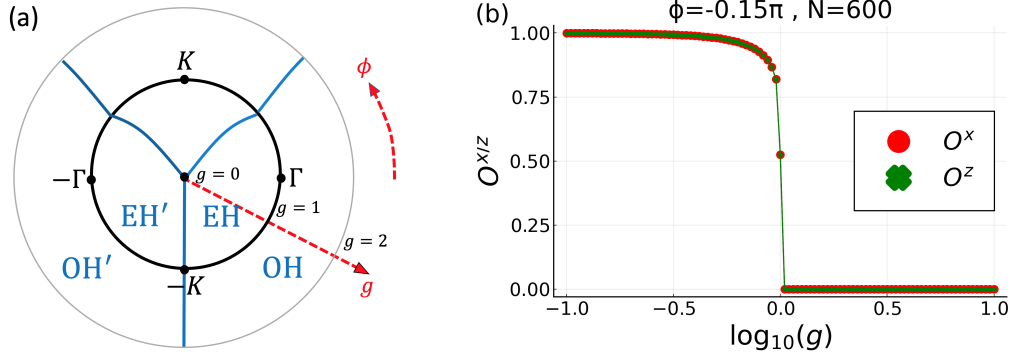 (a)
K
ϕ
−Γ
g = 0
Γ
EH′
EH
g = 1
g = 2
OH′
OH
−K
g
(b)
ϕ=-0.15π , N=600
1.00
0.75
0.50
0.25
0.00
O^{x/z}
O^x
O^z
−1.0
−0.5
0.0
0.5
1.0
log₁₀(g)